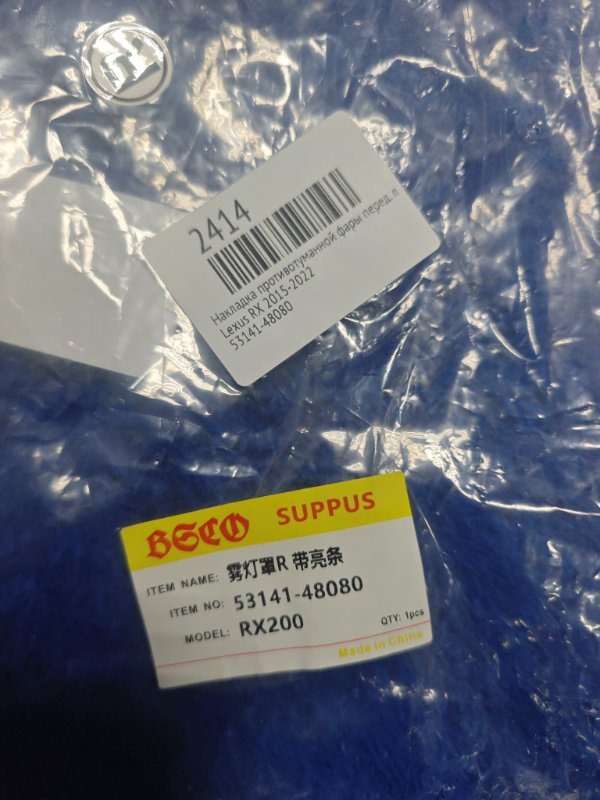 2414
Накладка противотуманной фары перед. п
Lexus RX 2015-2022
53141-48080
BSCO SUPPUS
ITEM NAME: 雾灯罩R 带亮条
ITEM NO: 53141-48080
MODEL: RX200
QTY: 1pcs
Made in China